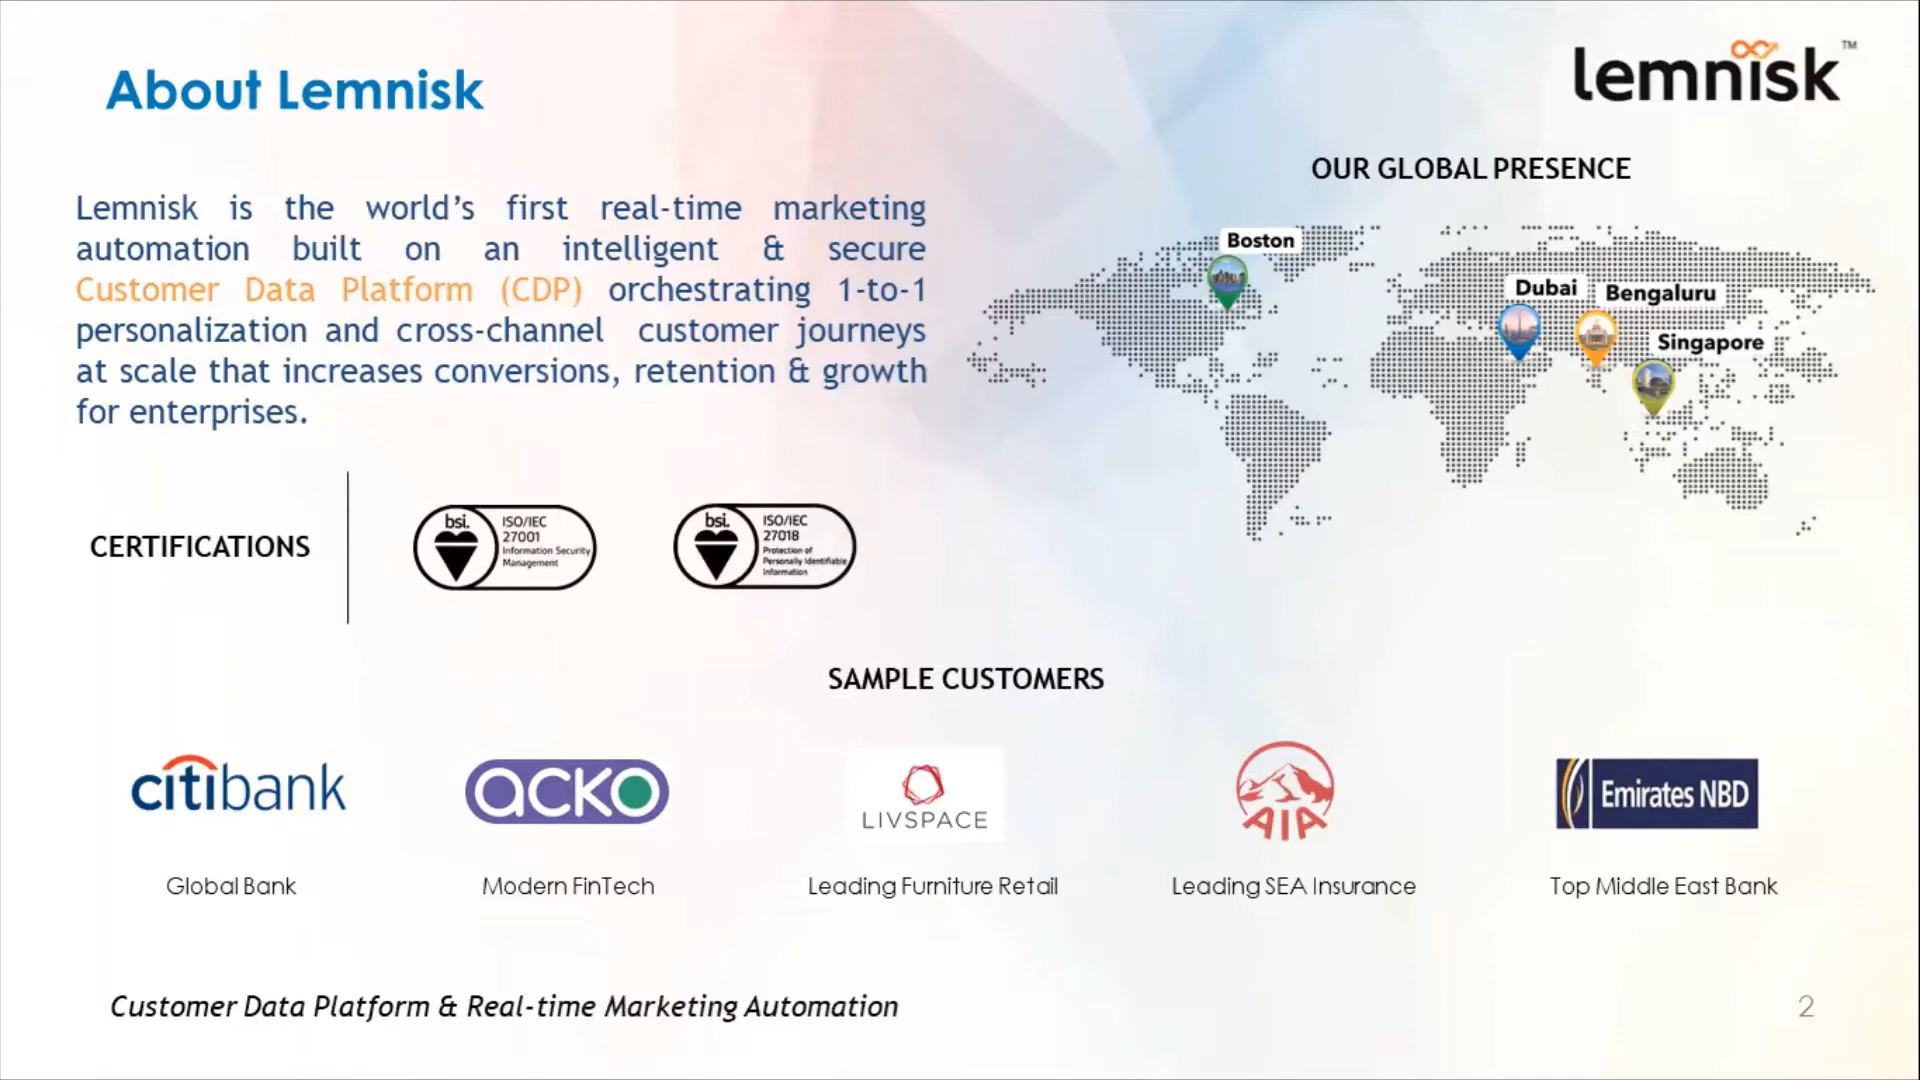 About Lemnisk
lemnisk™
Lemnisk is the world’s first real-time marketing
automation built on an intelligent & secure
Customer Data Platform (CDP) orchestrating 1-to-1
personalization and cross-channel customer journeys
at scale that increases conversions, retention & growth
for enterprises.
OUR GLOBAL PRESENCE
Boston
Dubai
Bengaluru
Singapore
CERTIFICATIONS
bsi.
ISO/IEC
27001
Information Security
Management
bsi.
ISO/IEC
27018
Protection of
Personally Identifiable
Information
SAMPLE CUSTOMERS
citibank
ACKO
LIVSPACE
AIA
Emirates NBD
Global Bank
Modern FinTech
Leading Furniture Retail
Leading SEA Insurance
Top Middle East Bank
Customer Data Platform & Real-time Marketing Automation
2